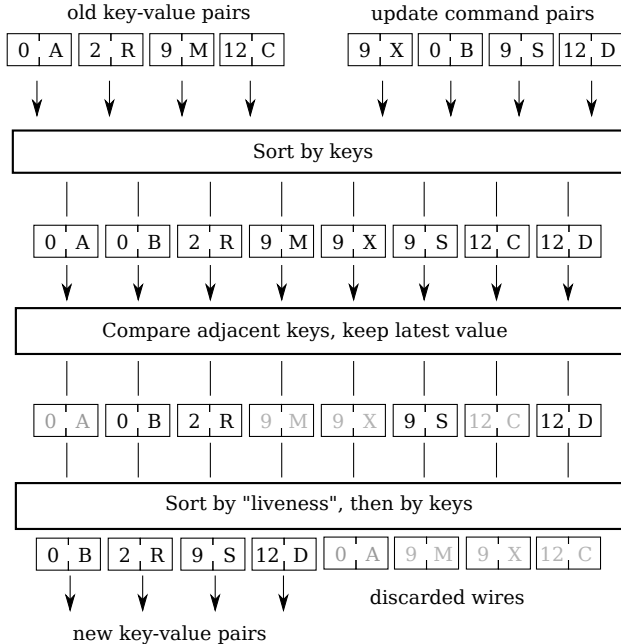 old key-value pairs update command pairs
0 A 2 R 9 M 12 C 9 X 0 B 9 S 12 D
Sort by keys
0 A 0 B 2 R 9 M 9 X 9 S 12 C 12 D
Compare adjacent keys, keep latest value
0 A 0 B 2 R 9 M 9 X 9 S 12 C 12 D
Sort by "liveness", then by keys
0 B 2 R 9 S 12 D 0 A 9 M 9 X 12 C
discarded wires
new key-value pairs